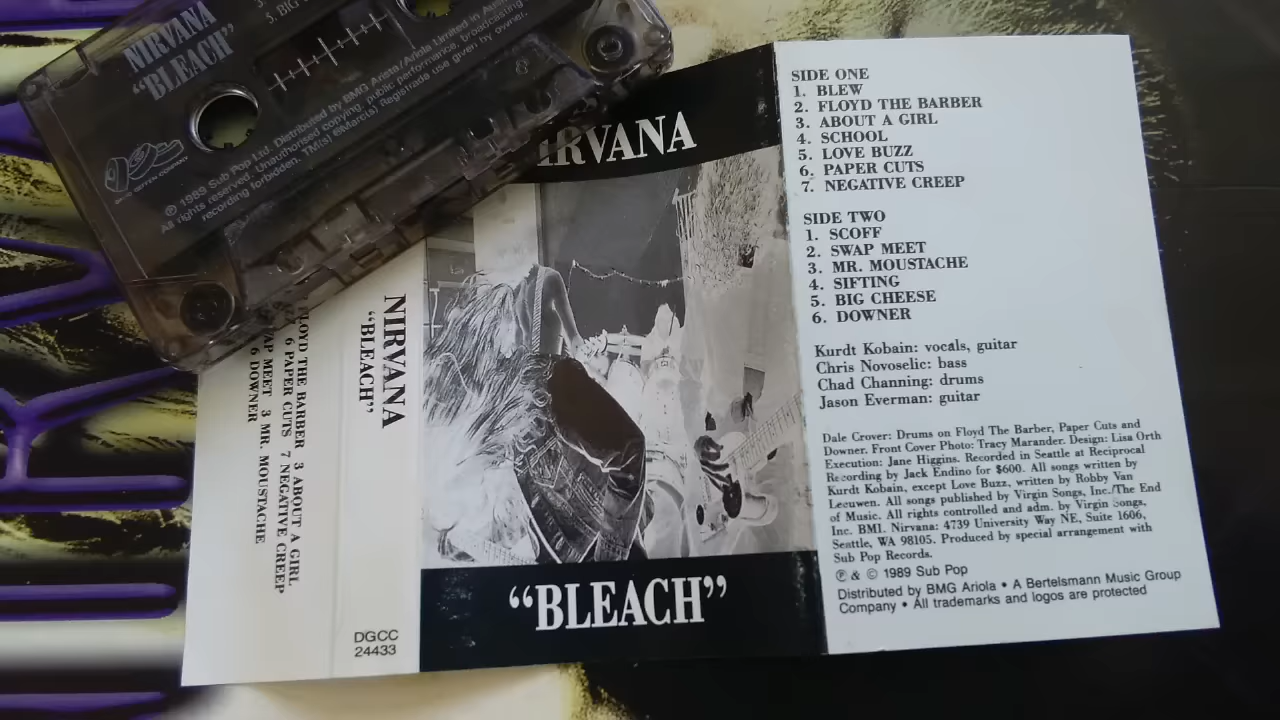 NIRVANA
"BLEACH"
5. BIG
GEFFEN COMPANY
℗ 1989 Sub Pop Ltd. Distributed by BMG Arista/Ariola Limited in
All rights reserved. Unauthorised copying, public performance, broadcasting
recording forbidden. TM(s) ®Marca(s) Registrada use given by owner.
NIRVANA
"BLEACH"
FLOYD THE BARBER 3 ABOUT A GIRL
6 PAPER CUTS 7 NEGATIVE CREEP
MEET 3 MR. MOUSTACHE
6 DOWNER
DGCC
24433
NIRVANA
"BLEACH"
SIDE ONE
1. BLEW
2. FLOYD THE BARBER
3. ABOUT A GIRL
4. SCHOOL
5. LOVE BUZZ
6. PAPER CUTS
7. NEGATIVE CREEP
SIDE TWO
1. SCOFF
2. SWAP MEET
3. MR. MOUSTACHE
4. SIFTING
5. BIG CHEESE
6. DOWNER
Kurdt Kobain: vocals, guitar
Chris Novoselic: bass
Chad Channing: drums
Jason Everman: guitar
Dale Crover: Drums on Floyd The Barber, Paper Cuts and
Downer. Front Cover Photo: Tracy Marander. Design: Lisa Orth
Execution: Jane Higgins. Recorded in Seattle at Reciprocal
Recording by Jack Endino for $600. All songs written by
Kurdt Kobain, except Love Buzz, written by Robby Van
Leeuwen. All songs published by Virgin Songs, Inc./The End
of Music. All rights controlled and adm. by Virgin Songs,
Inc. BMI. Nirvana: 4739 University Way NE, Suite 1606,
Seattle, WA 98105. Produced by special arrangement with
Sub Pop Records.
℗ & © 1989 Sub Pop
Distributed by BMG Ariola • A Bertelsmann Music Group
Company • All trademarks and logos are protected